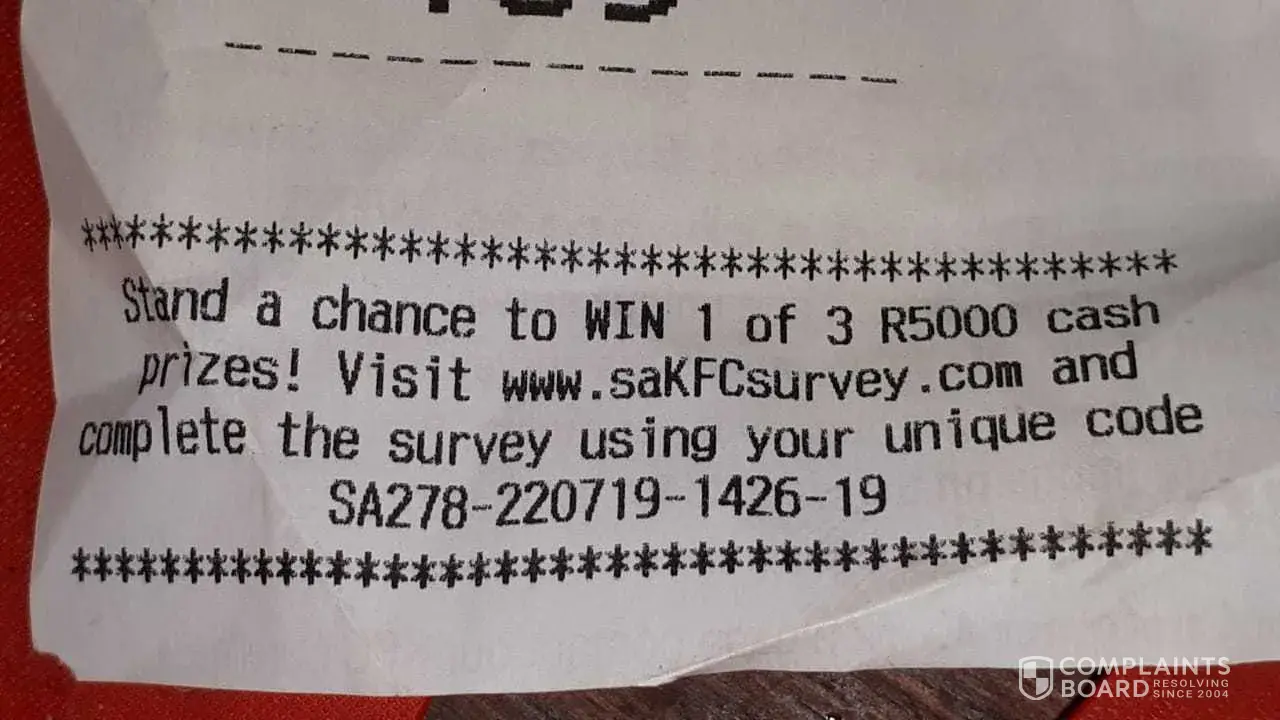 ------------- 
******************************************
Stand a chance to WIN 1 of 3 R5000 cash
prizes! Visit www.saKFCsurvey.com and
complete the survey using your unique code
SA278-220719-1426-19
******************************************
COMPLAINTS
BOARD RESOLVING
SINCE 2004